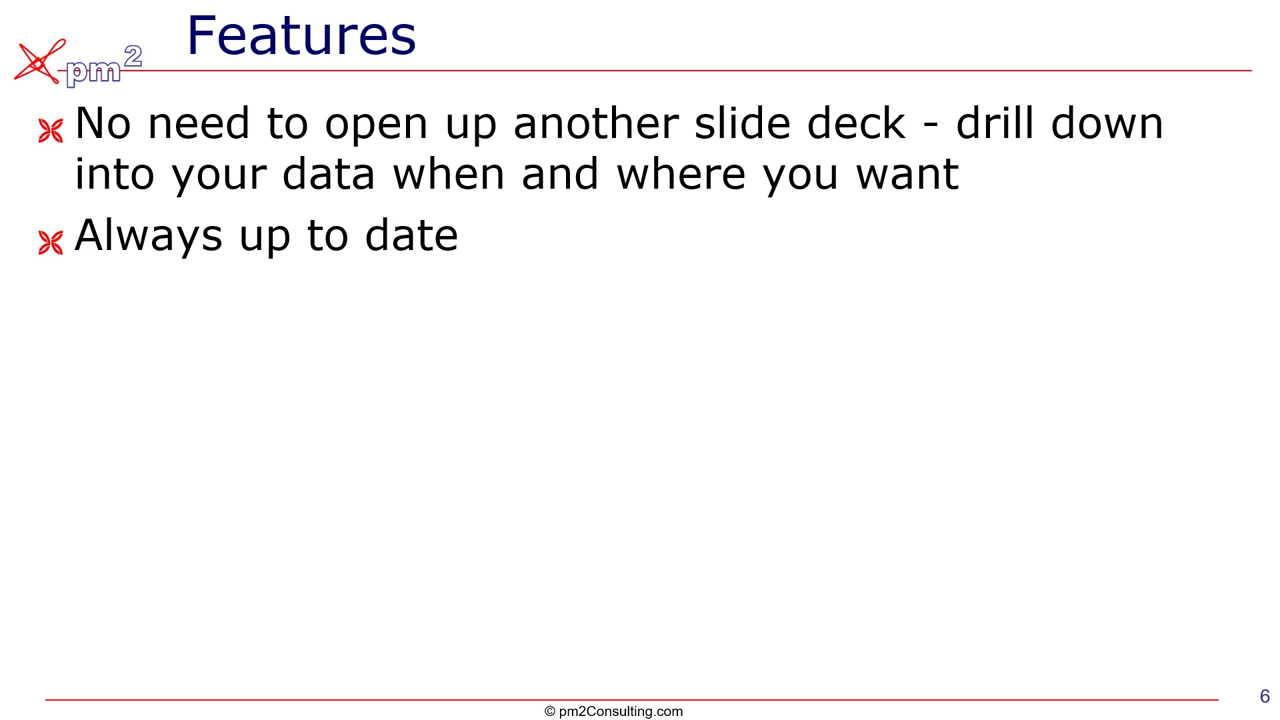 Features
pm2
No need to open up another slide deck - drill down
into your data when and where you want
Always up to date
6
© pm2Consulting.com